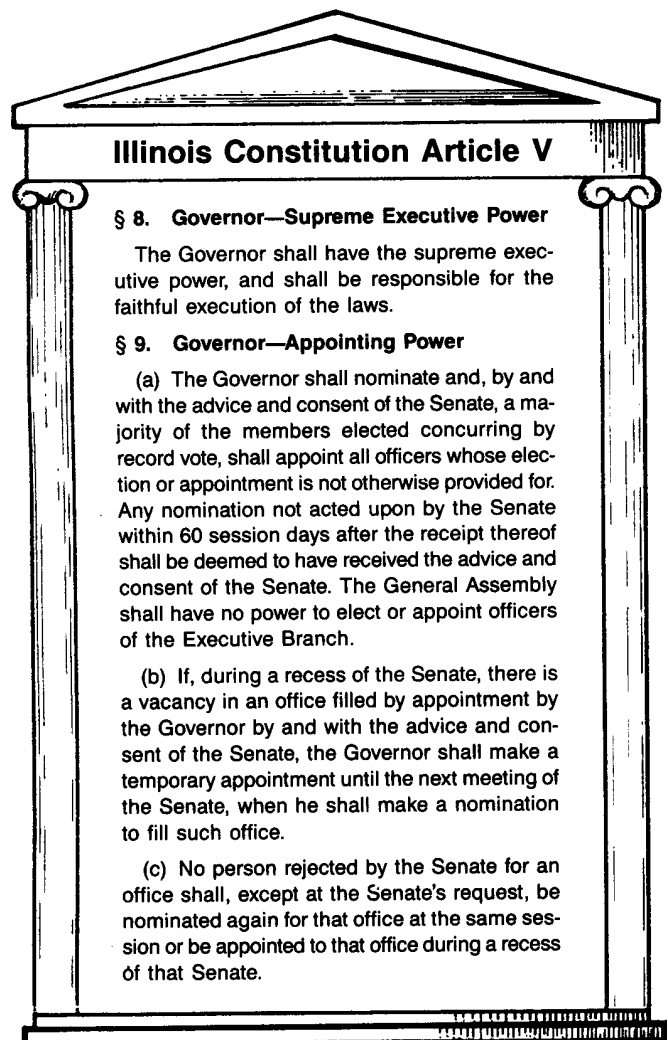 Illinois Constitution Article V
§ 8. Governor—Supreme Executive Power
The Governor shall have the supreme exec-
utive power, and shall be responsible for the
faithful execution of the laws.
§ 9. Governor—Appointing Power
(a) The Governor shall nominate and, by and
with the advice and consent of the Senate, a ma-
jority of the members elected concurring by
record vote, shall appoint all officers whose elec-
tion or appointment is not otherwise provided for.
Any nomination not acted upon by the Senate
within 60 session days after the receipt thereof
shall be deemed to have received the advice and
consent of the Senate. The General Assembly
shall have no power to elect or appoint officers
of the Executive Branch.
(b) If, during a recess of the Senate, there is
a vacancy in an office filled by appointment by
the Governor by and with the advice and con-
sent of the Senate, the Governor shall make a
temporary appointment until the next meeting of
the Senate, when he shall make a nomination
to fill such office.
(c) No person rejected by the Senate for an
office shall, except at the Senate's request, be
nominated again for that office at the same ses-
sion or be appointed to that office during a recess
of that Senate.